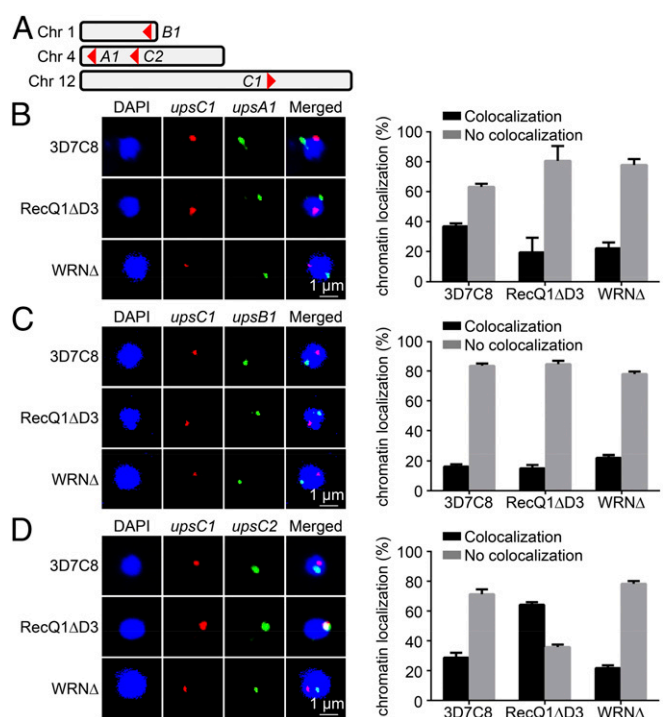 A
Chr 1 B1
Chr 4 A1 C2
Chr 12 C1
B
DAPI upsC1 upsA1 Merged
3D7C8
RecQ1ΔD3
WRNΔ
1 μm
Colocalization
No colocalization
chromatin localization (%)
100
80
60
40
20
0
3D7C8 RecQ1ΔD3 WRNΔ
C
DAPI upsC1 upsB1 Merged
3D7C8
RecQ1ΔD3
WRNΔ
1 μm
Colocalization
No colocalization
chromatin localization (%)
100
80
60
40
20
0
3D7C8 RecQ1ΔD3 WRNΔ
D
DAPI upsC1 upsC2 Merged
3D7C8
RecQ1ΔD3
WRNΔ
1 μm
Colocalization
No colocalization
chromatin localization (%)
100
80
60
40
20
0
3D7C8 RecQ1ΔD3 WRNΔ